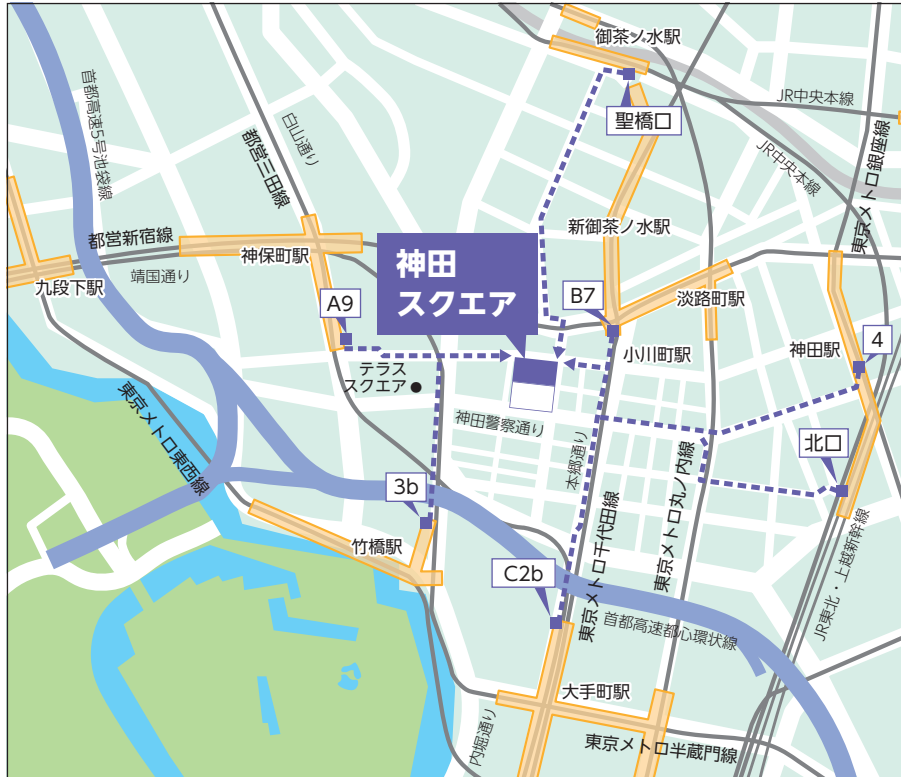 御茶ノ水駅
聖橋口
JR中央本線
JR中央本線
東京メトロ銀座線
首都高速5号池袋線
都営三田線
白山通り
都営新宿線
靖国通り
神保町駅
九段下駅
神田
スクエア
新御茶ノ水駅
B7
淡路町駅
A9
小川町駅
神田駅
4
テラス
スクエア
神田警察通り
東京メトロ東西線
本郷通り
北口
3b
竹橋駅
C2b
東京メトロ千代田線
東京メトロ丸ノ内線
JR東北・上越新幹線
首都高速都心環状線
大手町駅
内堀通り
東京メトロ半蔵門線